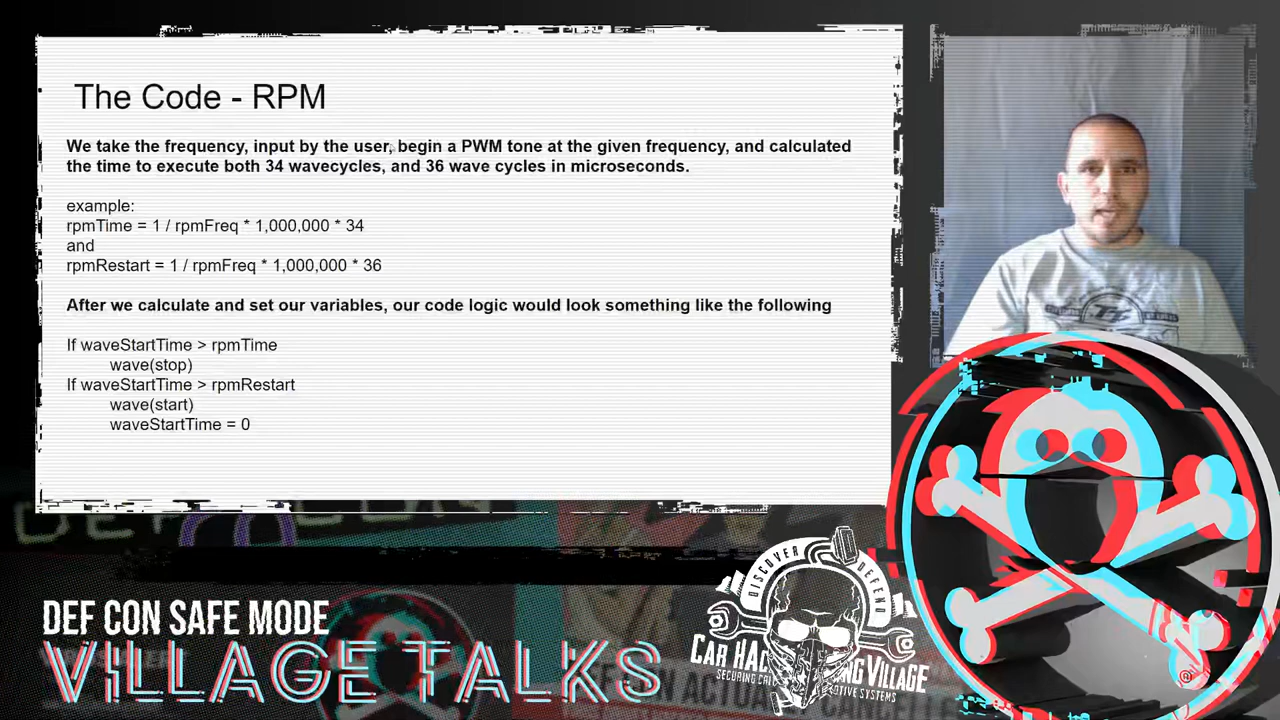 The Code - RPM
We take the frequency, input by the user, begin a PWM tone at the given frequency, and calculated
the time to execute both 34 wavecycles, and 36 wave cycles in microseconds.
example:
rpmTime = 1 / rpmFreq * 1,000,000 * 34
and
rpmRestart = 1 / rpmFreq * 1,000,000 * 36
After we calculate and set our variables, our code logic would look something like the following
If waveStartTime > rpmTime
wave(stop)
If waveStartTime > rpmRestart
wave(start)
waveStartTime = 0
DEF CON SAFE MODE
VILLAGE TALKS
DISCOVER
DEFEND